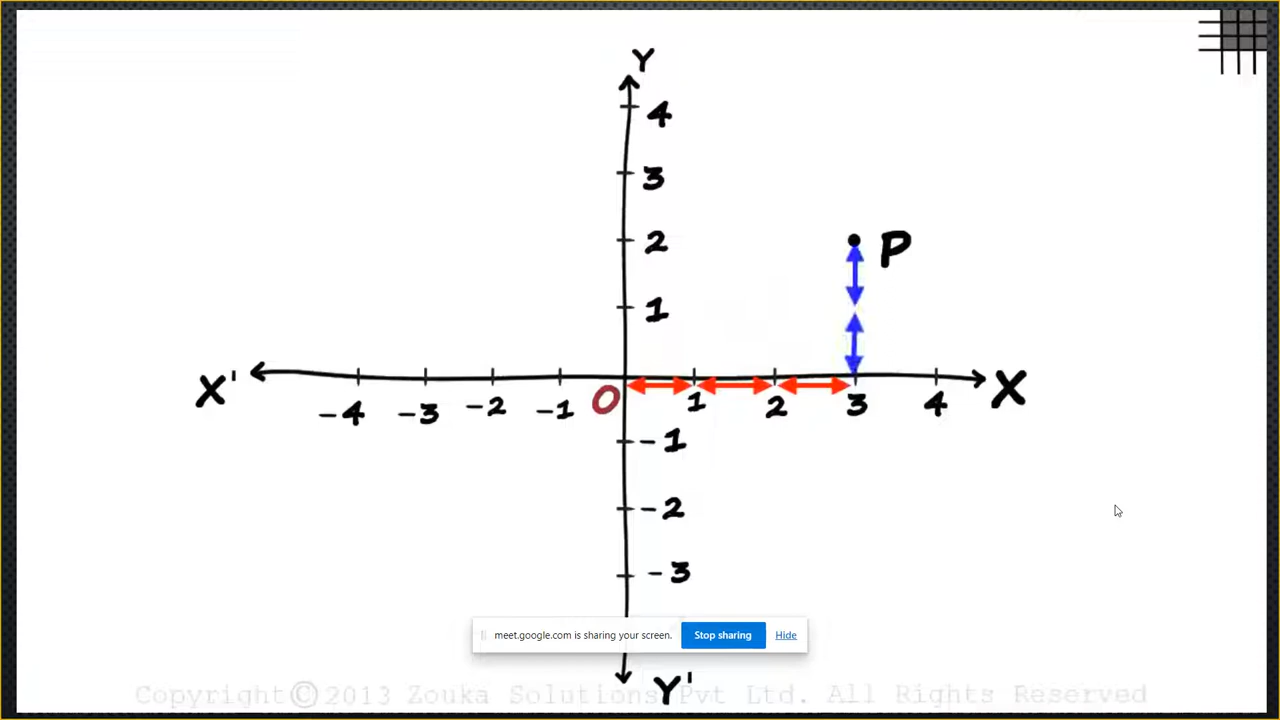 Y
4
3
2
P
1
X' -4 -3 -2 -1 O 1 2 3 4 X
-1
-2
-3
meet.google.com is sharing your screen. Stop sharing Hide
Y'
Copyright © 2013 Zouka Solutions Pvt Ltd. All Rights Reserved